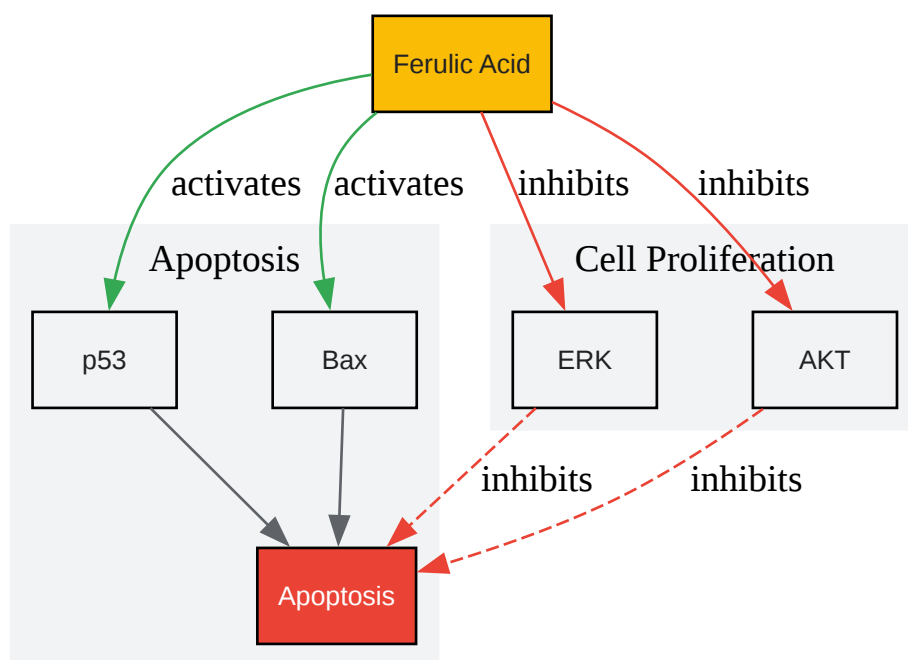 Ferulic Acid
activates
activates
inhibits
inhibits
Apoptosis
Cell Proliferation
p53
Bax
ERK
AKT
inhibits
inhibits
Apoptosis